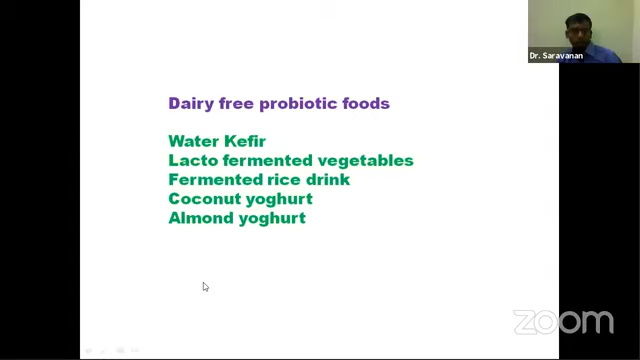 Dr. Saravanan
Dairy free probiotic foods
Water Kefir
Lacto fermented vegetables
Fermented rice drink
Coconut yoghurt
Almond yoghurt
zoom